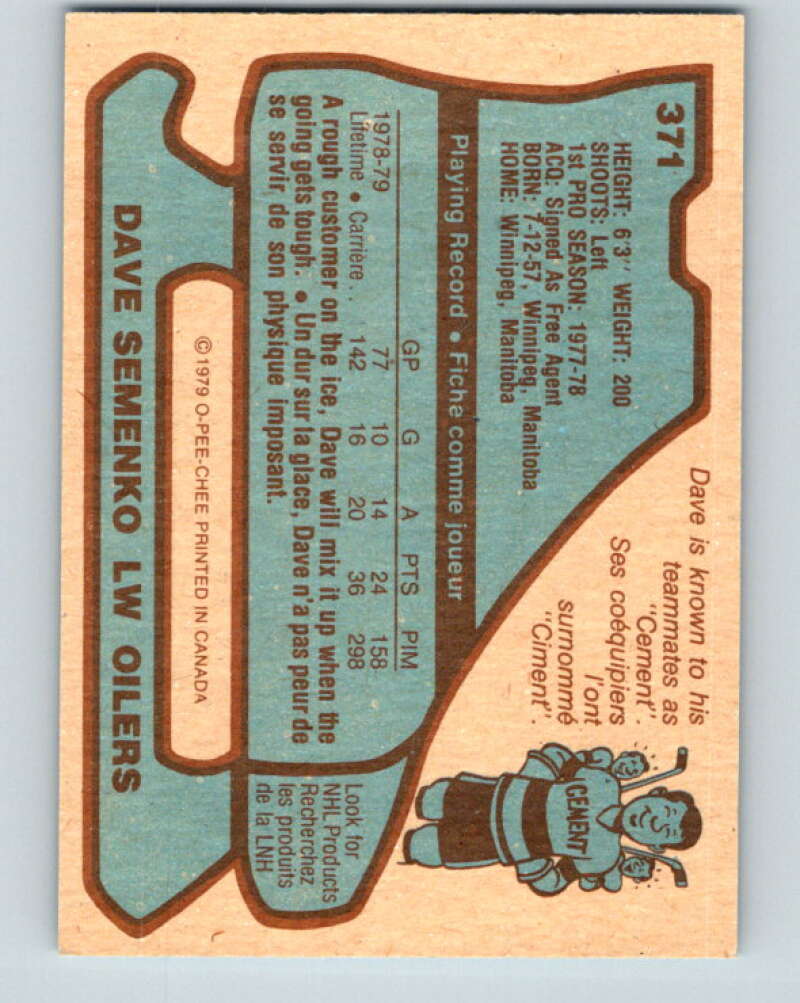 371
HEIGHT: 6'3" WEIGHT: 200
SHOOTS: Left
1st PRO SEASON: 1977-78
ACQ: Signed As Free Agent
BORN: 7-12-57, Winnipeg, Manitoba
HOME: Winnipeg, Manitoba
Dave is known to his
teammates as
"Cement".
Ses coéquipiers
l'ont
surnommé
"Ciment".
CEMENT
Playing Record • Fiche comme joueur
GP G A PTS PIM
1978-79 77 10 14 24 158
Lifetime • Carrière . . 142 16 20 36 298
A rough customer on the ice, Dave will mix it up when the
going gets tough. • Un dur sur la glace, Dave n'a pas peur de
se servir de son physique imposant.
Look for
NHL Products
Recherchez
les produits
de la LNH
©1979 O-PEE-CHEE PRINTED IN CANADA
DAVE SEMENKO LW OILERS